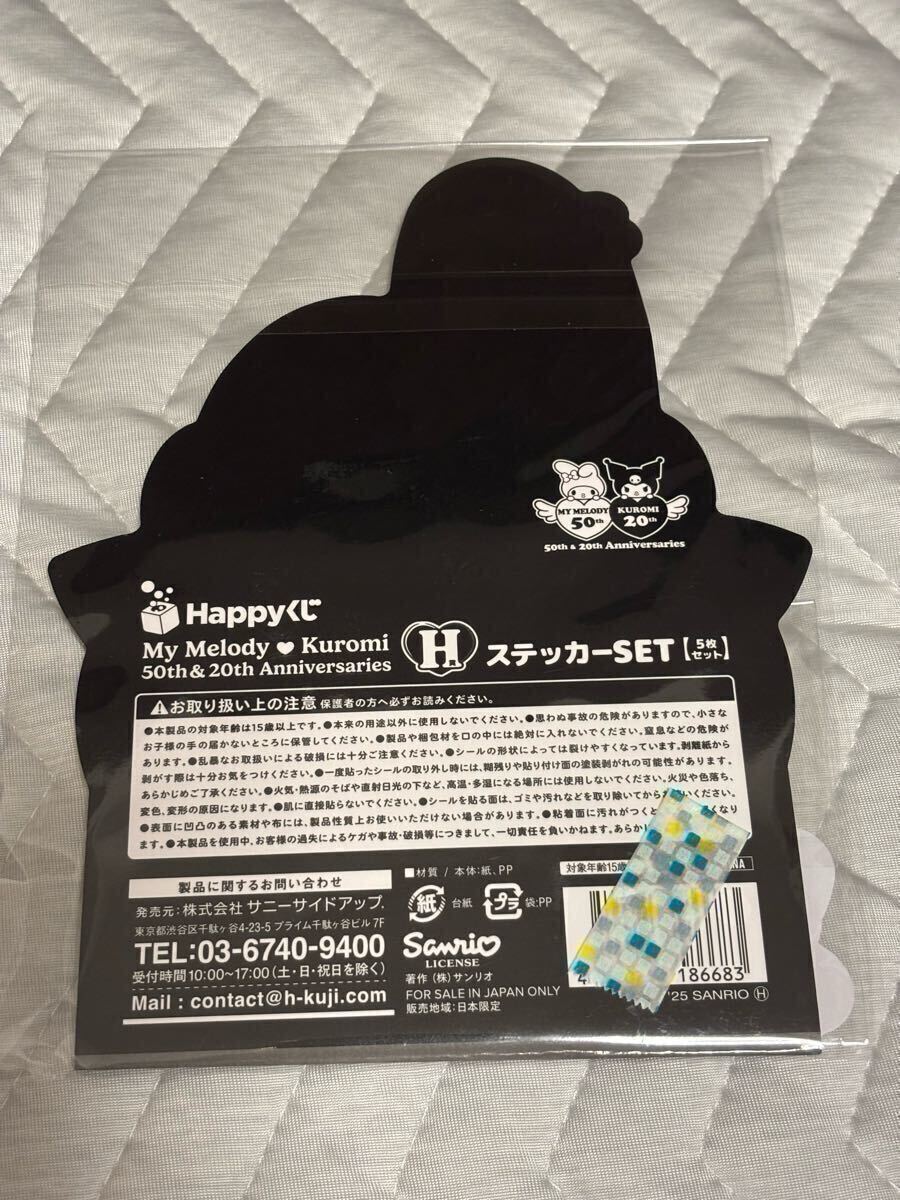 MY MELODY
50th
KUROMI
20th
50th & 20th Anniversaries
Happyくじ
My Melody ♥ Kuromi
50th & 20th Anniversaries
H
ステッカーSET【5枚セット】
⚠お取り扱い上の注意 保護者の方へ必ずお読みください。
●本製品の対象年齢は15歳以上です。●本来の用途以外に使用しないでください。●思わぬ事故の危険がありますので、小さな
お子様の手の届かないところに保管してください。●製品や梱包材を口の中には絶対に入れないでください。窒息などの危険が
あります。●乱暴なお取扱いによる破損には十分ご注意ください。●シールの形状によっては裂けやすくなっています。剥離紙から
剥がす際は十分お気をつけください。●一度貼ったシールの取り外し時には、糊残りや貼り付け面の塗装剥がれの可能性があります。
あらかじめご了承ください。●火気・熱源のそばや直射日光の下など、高温・多湿になる場所には使用しないでください。火災や色落ち、
変色、変形の原因になります。●肌に直接貼らないでください。●シールを貼る面は、ゴミや汚れなどを取り除いてから
●表面に凹凸のある素材や布には、製品性質上お使いいただけない場合があります。●粘着面に汚れがつくと くなり
ます。●本製品を使用中、お客様の過失によるケガや事故・破損等につきまして、一切責任を負いかねます。あらか
製品に関するお問い合わせ
発売元：株式会社 サニーサイドアップ.
東京都渋谷区千駄ヶ谷4-23-5 プライム千駄ヶ谷ビル 7F
TEL:03-6740-9400
受付時間10:00～17:00（土・日・祝日を除く）
Mail : contact@h-kuji.com
■材質 / 本体：紙、PP
紙 台紙 プラ 袋:PP
Sanrio
LICENSE
著作（株）サンリオ
FOR SALE IN JAPAN ONLY
販売地域：日本限定
対象年齢15歳
NA
4 186683
'25 SANRIO Ⓗ